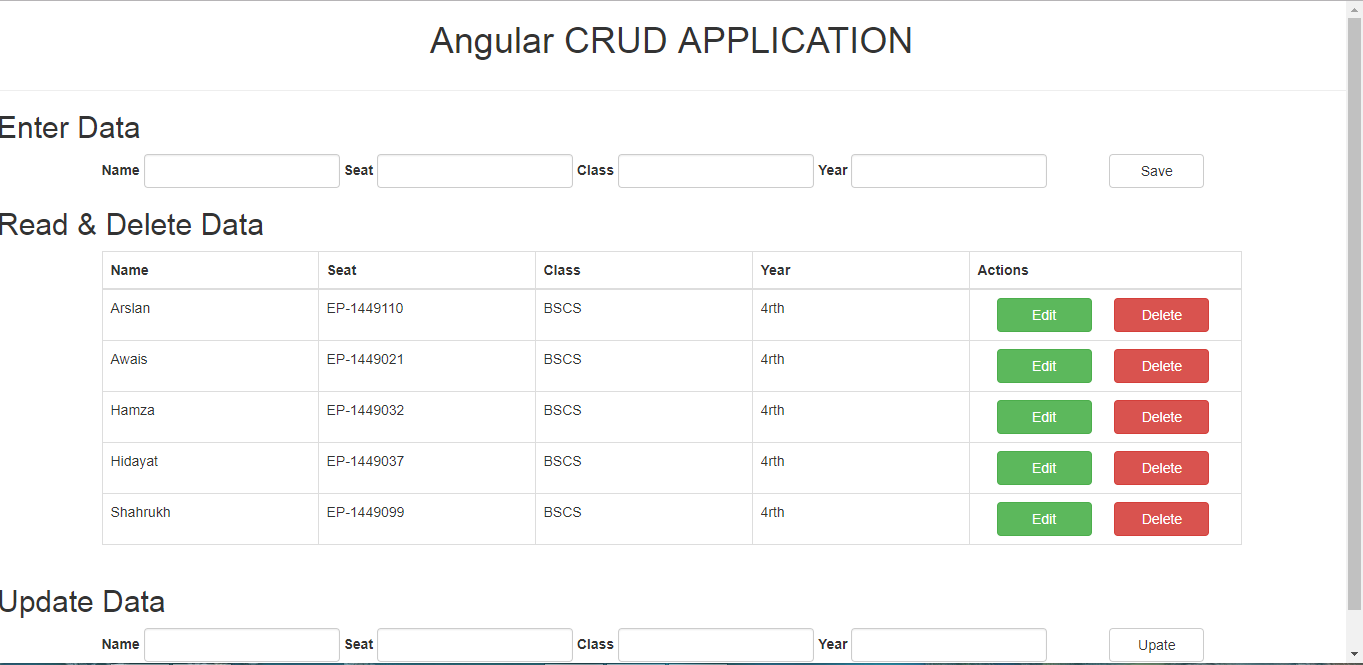 Angular CRUD APPLICATION
Enter Data
Name Seat Class Year Save
Read & Delete Data
Name Seat Class Year Actions
Arslan EP-1449110 BSCS 4rth Edit Delete
Awais EP-1449021 BSCS 4rth Edit Delete
Hamza EP-1449032 BSCS 4rth Edit Delete
Hidayat EP-1449037 BSCS 4rth Edit Delete
Shahrukh EP-1449099 BSCS 4rth Edit Delete
Update Data
Name Seat Class Year Upate